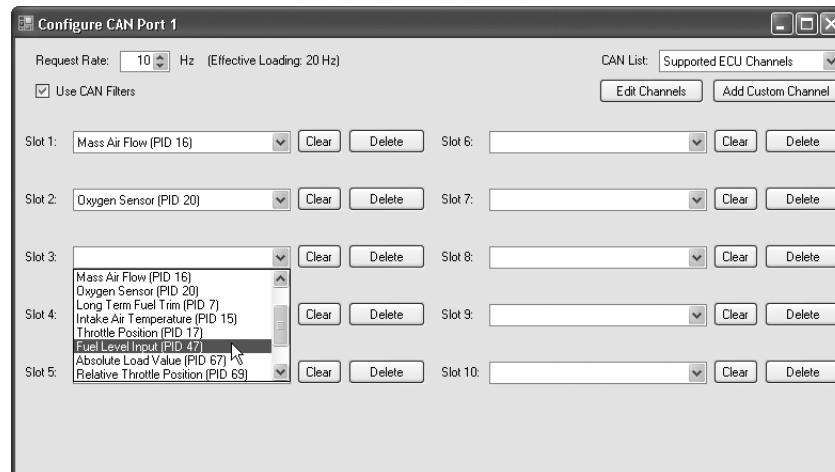 Configure CAN Port 1
Request Rate: 10 Hz (Effective Loading: 20 Hz) CAN List: Supported ECU Channels
Use CAN Filters Edit Channels Add Custom Channel
Slot 1: Mass Air Flow (PID 16) Clear Delete Slot 6: Clear Delete
Slot 2: Oxygen Sensor (PID 20) Clear Delete Slot 7: Clear Delete
Slot 3: Clear Delete Slot 8: Clear Delete
Mass Air Flow (PID 16)
Oxygen Sensor (PID 20)
Long Term Fuel Trim (PID 7)
Slot 4: Intake Air Temperature (PID 15) Clear Delete Slot 9: Clear Delete
Throttle Position (PID 17)
Fuel Level Input (PID 47)
Absolute Load Value (PID 67)
Slot 5: Relative Throttle Position (PID 69) Clear Delete Slot 10: Clear Delete